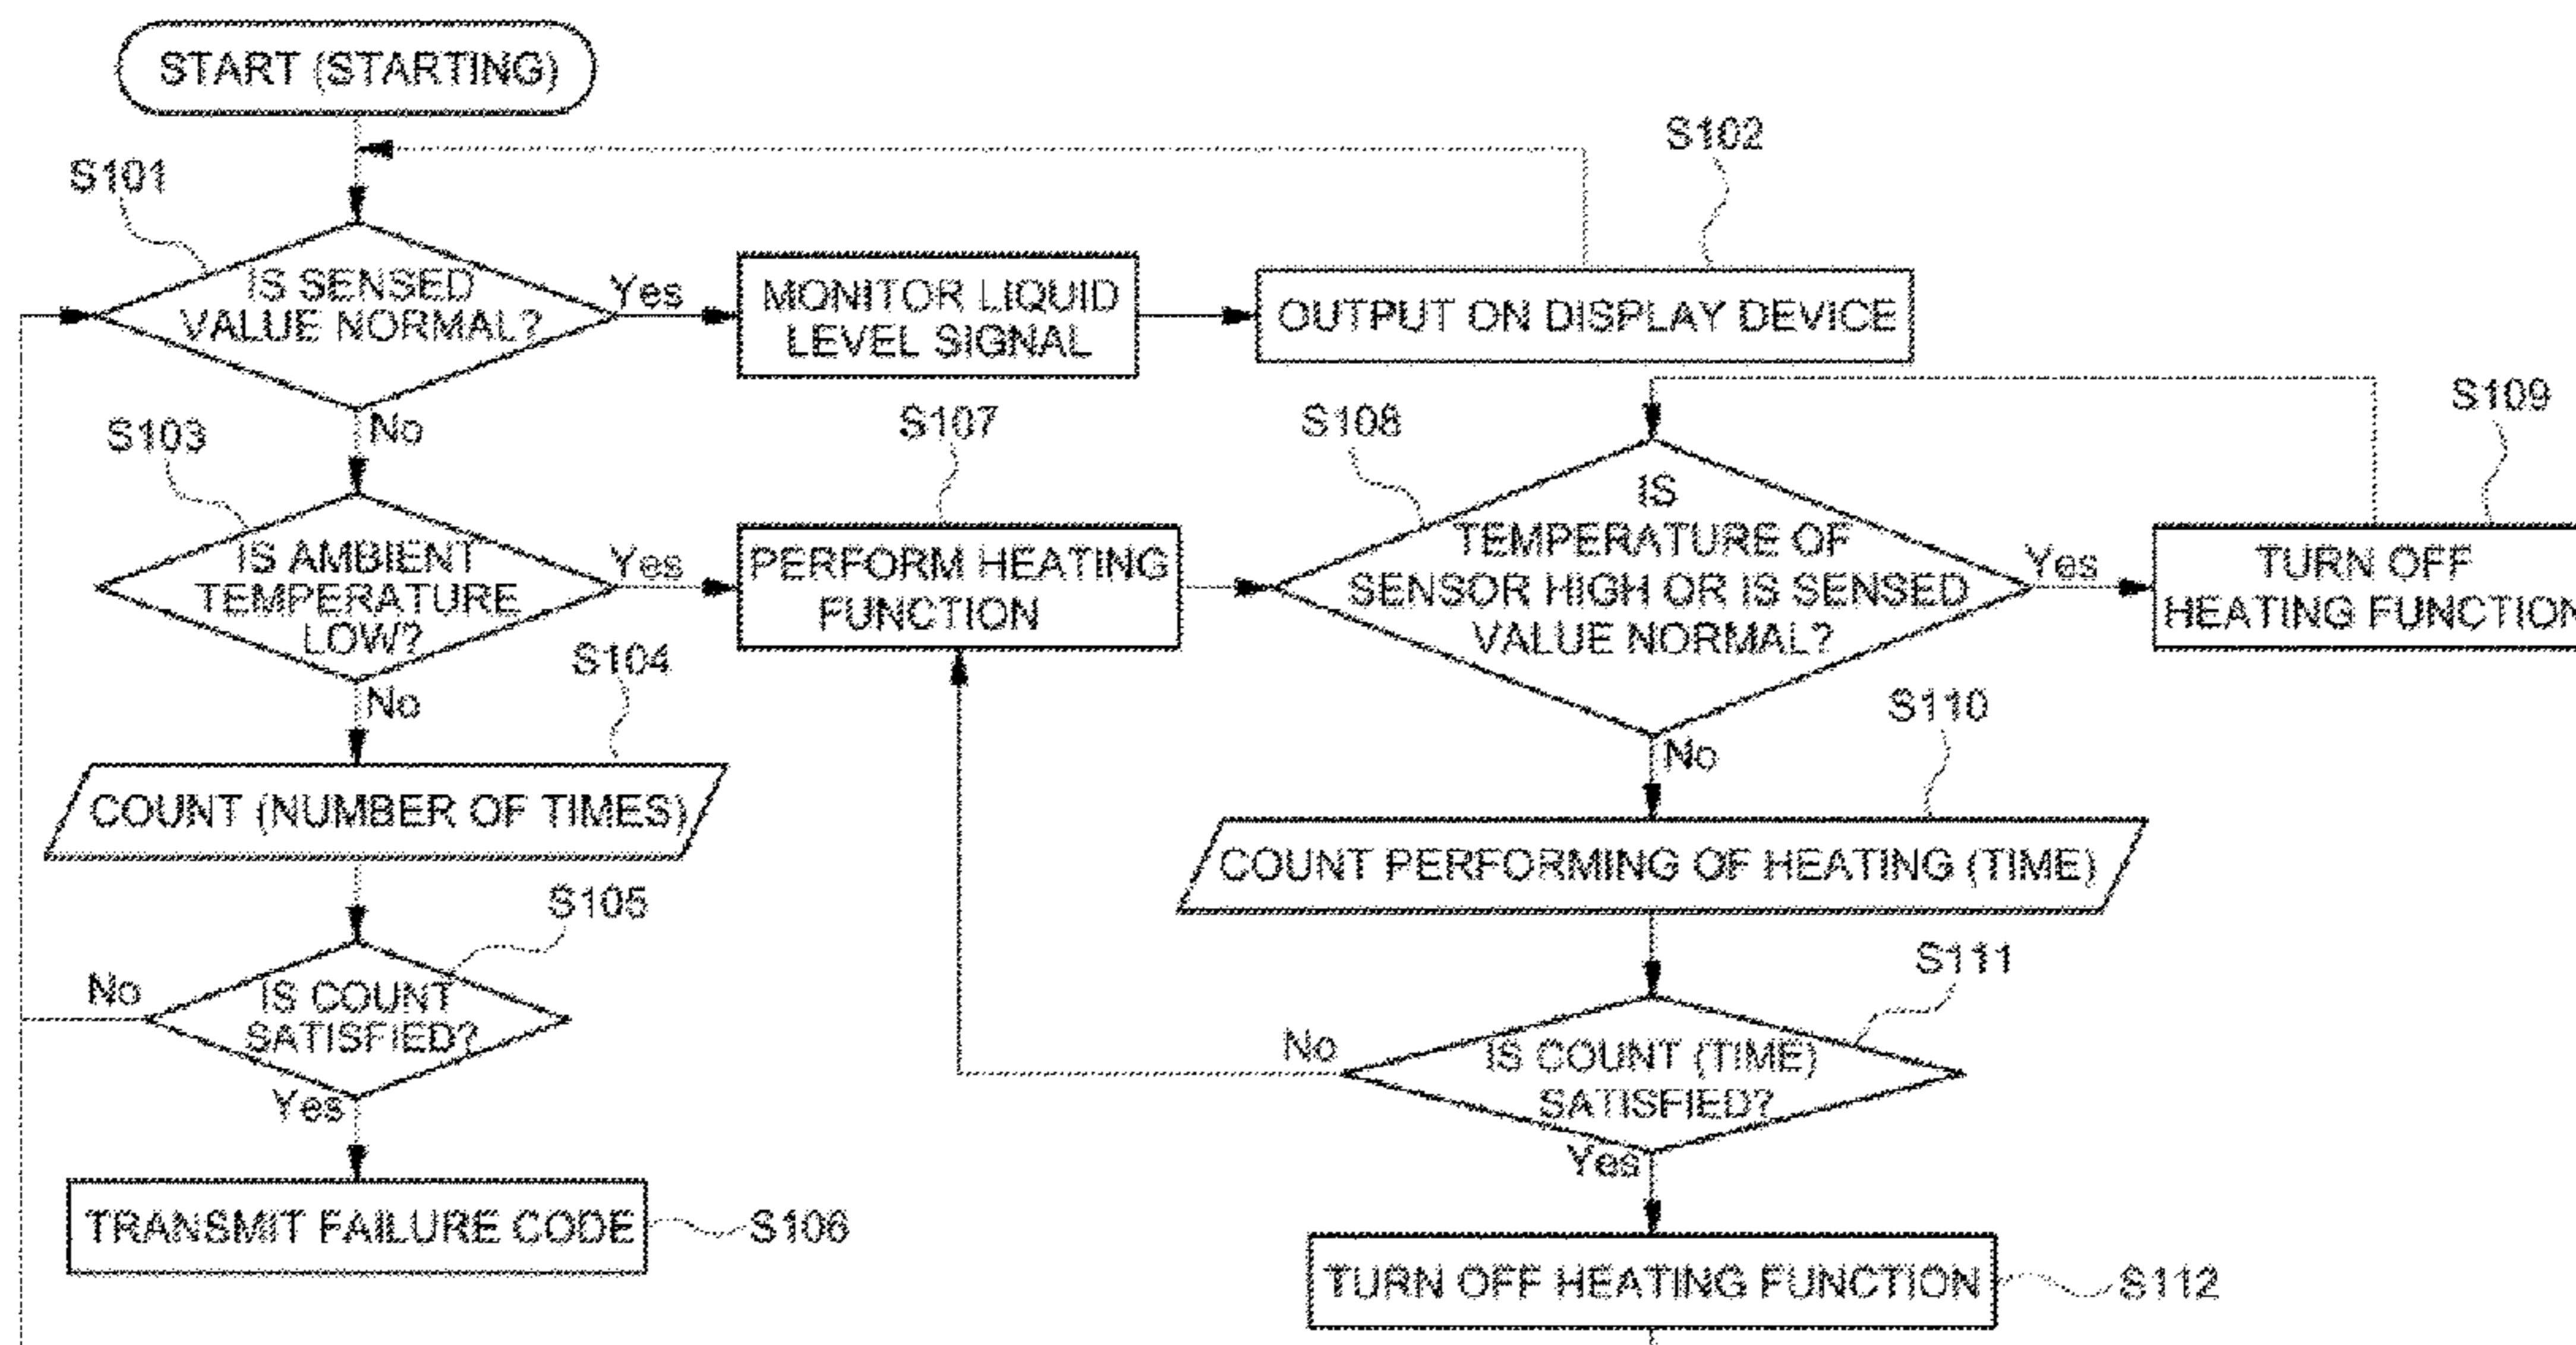 START (STARTING)
S102
S101
IS SENSED
VALUE NORMAL?
Yes
MONITOR LIQUID
LEVEL SIGNAL
OUTPUT ON DISPLAY DEVICE
No
S103
S107
S108
S109
IS AMBIENT
TEMPERATURE
LOW?
Yes
PERFORM HEATING
FUNCTION
IS
TEMPERATURE OF
SENSOR HIGH OR IS SENSED
VALUE NORMAL?
Yes
TURN OFF
HEATING FUNCTION
No
S104
No
S110
COUNT (NUMBER OF TIMES)
COUNT PERFORMING OF HEATING (TIME)
S105
S111
No
IS COUNT
SATISFIED?
Yes
No
IS COUNT (TIME)
SATISFIED?
Yes
TRANSMIT FAILURE CODE
S106
TURN OFF HEATING FUNCTION
S112